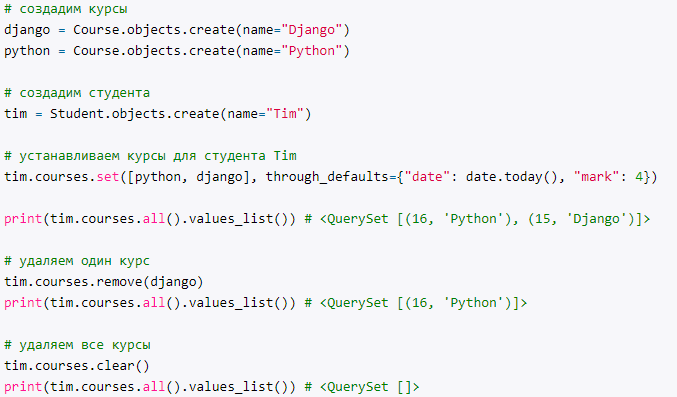 # создадим курсы
django = Course.objects.create(name="Django")
python = Course.objects.create(name="Python")
# создадим студента
tim = Student.objects.create(name="Tim")
# устанавливаем курсы для студента Tim
tim.courses.set([python, django], through_defaults={"date": date.today(), "mark": 4})
print(tim.courses.all().values_list()) # <QuerySet [(16, 'Python'), (15, 'Django')]>
# удаляем один курс
tim.courses.remove(django)
print(tim.courses.all().values_list()) # <QuerySet [(16, 'Python')]>
# удаляем все курсы
tim.courses.clear()
print(tim.courses.all().values_list()) # <QuerySet []>